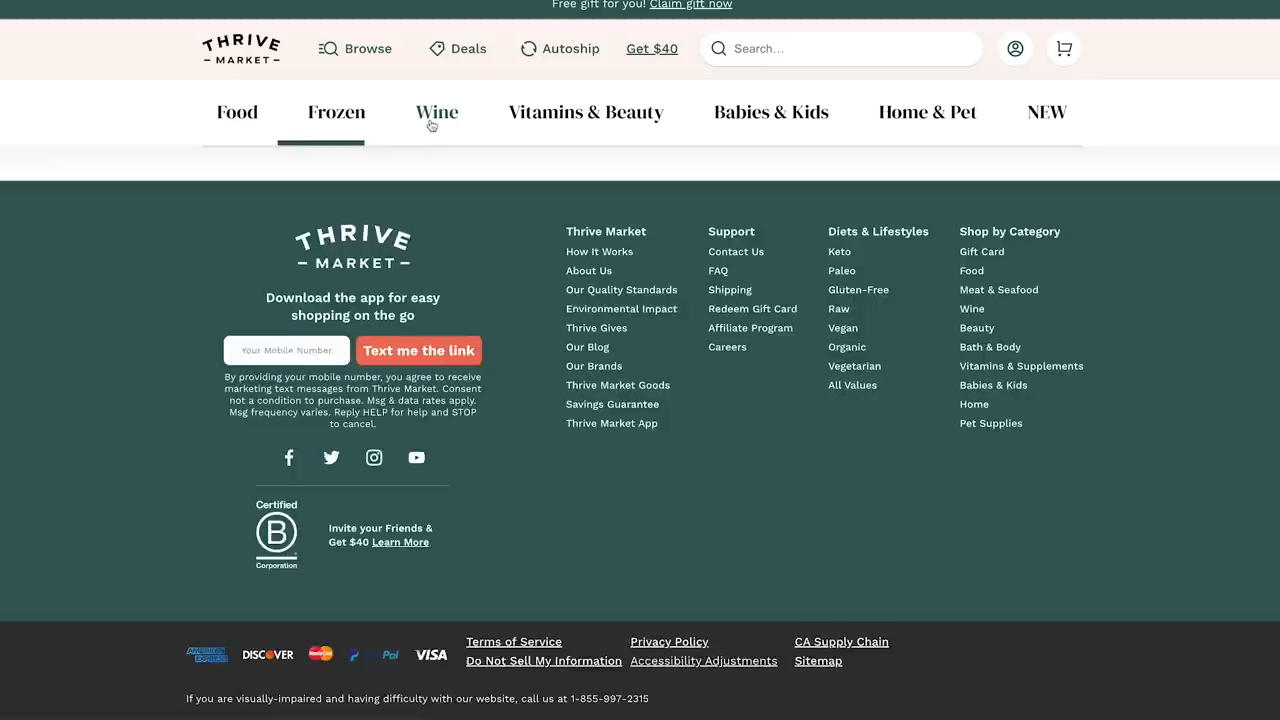 Free gift for you! Claim gift now
THRIVE
MARKET
Browse
Deals
Autoship
Get $40
Search...
Food
Frozen
Wine
Vitamins & Beauty
Babies & Kids
Home & Pet
NEW
THRIVE
MARKET
Download the app for easy
shopping on the go
Your Mobile Number
Text me the link
By providing your mobile number, you agree to receive
marketing text messages from Thrive Market. Consent
not a condition to purchase. Msg & data rates apply.
Msg frequency varies. Reply HELP for help and STOP
to cancel.
Certified
B
Corporation
Invite your Friends &
Get $40 Learn More
Thrive Market
How It Works
About Us
Our Quality Standards
Environmental Impact
Thrive Gives
Our Blog
Our Brands
Thrive Market Goods
Savings Guarantee
Thrive Market App
Support
Contact Us
FAQ
Shipping
Redeem Gift Card
Affiliate Program
Careers
Diets & Lifestyles
Keto
Paleo
Gluten-Free
Raw
Vegan
Organic
Vegetarian
All Values
Shop by Category
Gift Card
Food
Meat & Seafood
Wine
Beauty
Bath & Body
Vitamins & Supplements
Babies & Kids
Home
Pet Supplies
AMERICAN
EXPRESS
DISCOVER
MasterCard
PayPal
VISA
Terms of Service
Privacy Policy
CA Supply Chain
Do Not Sell My Information
Accessibility Adjustments
Sitemap
If you are visually-impaired and having difficulty with our website, call us at 1-855-997-2315